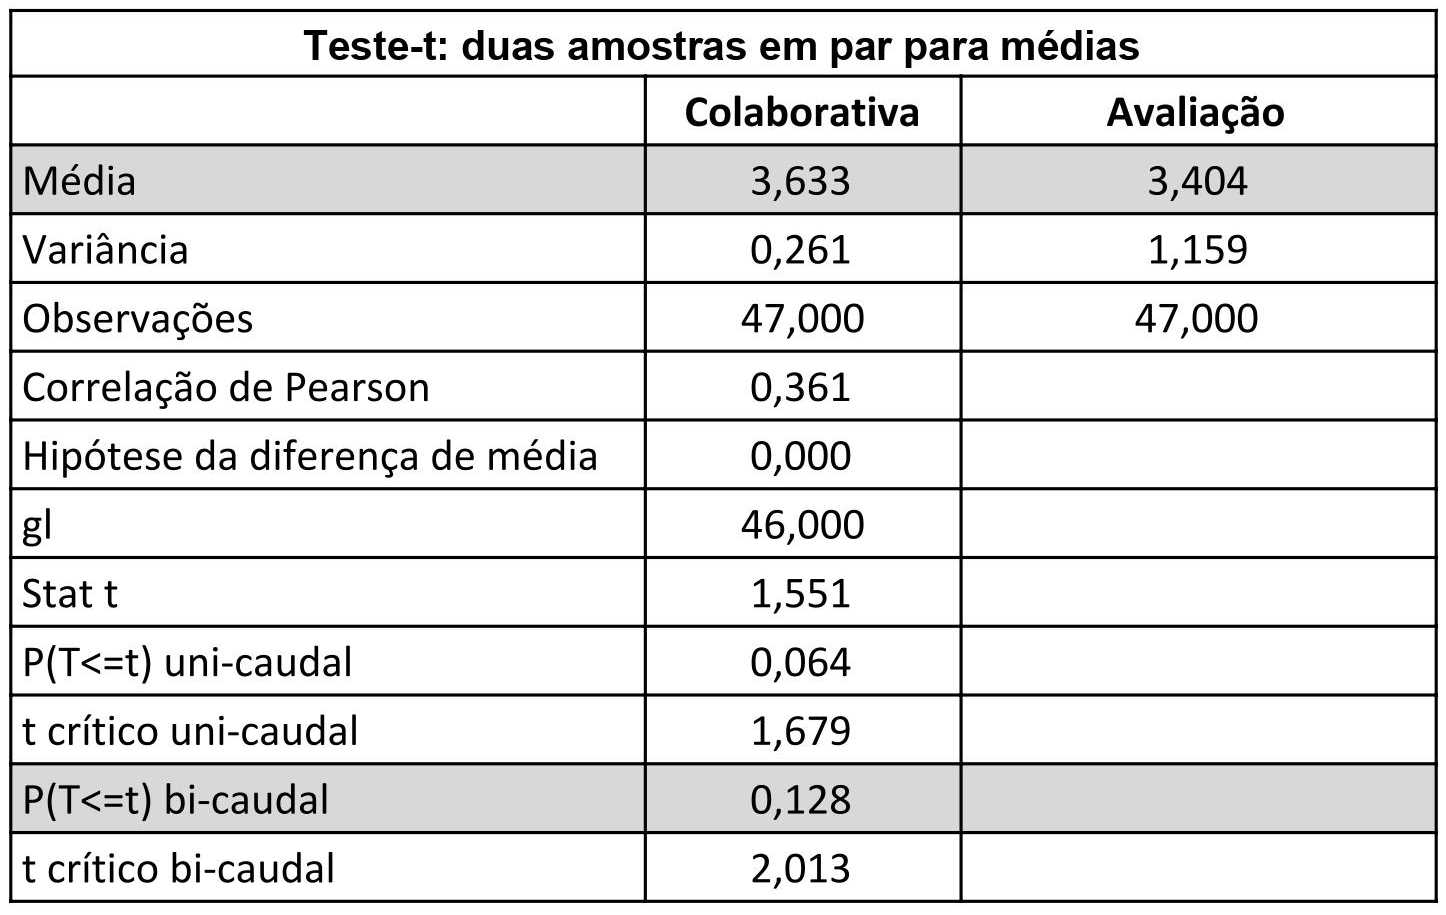 Teste-t: duas amostras em par para médias
Colaborativa Avaliação
Média 3,633 3,404
Variância 0,261 1,159
Observações 47,000 47,000
Correlação de Pearson 0,361
Hipótese da diferença de média 0,000
gl 46,000
Stat t 1,551
P(T<=t) uni-caudal 0,064
t crítico uni-caudal 1,679
P(T<=t) bi-caudal 0,128
t crítico bi-caudal 2,013